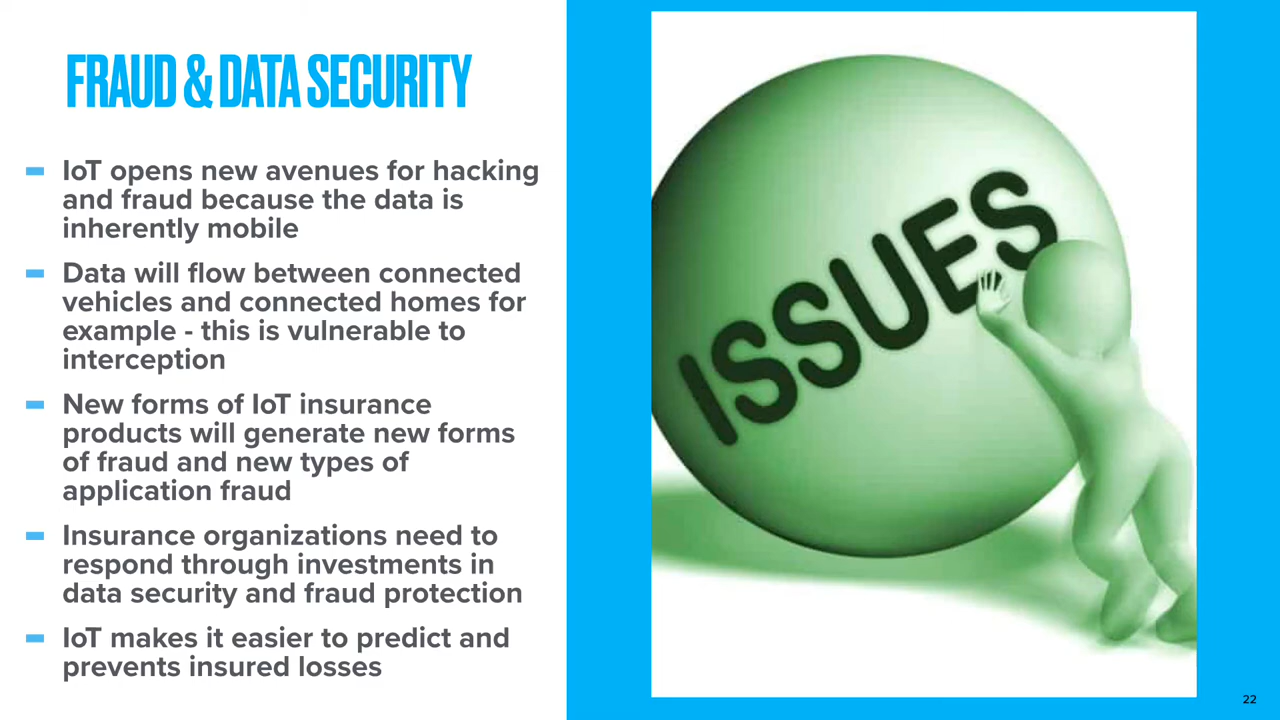 FRAUD & DATA SECURITY
IoT opens new avenues for hacking
and fraud because the data is
inherently mobile
Data will flow between connected
vehicles and connected homes for
example - this is vulnerable to
interception
New forms of IoT insurance
products will generate new forms
of fraud and new types of
application fraud
Insurance organizations need to
respond through investments in
data security and fraud protection
IoT makes it easier to predict and
prevents insured losses
ISSUES
22